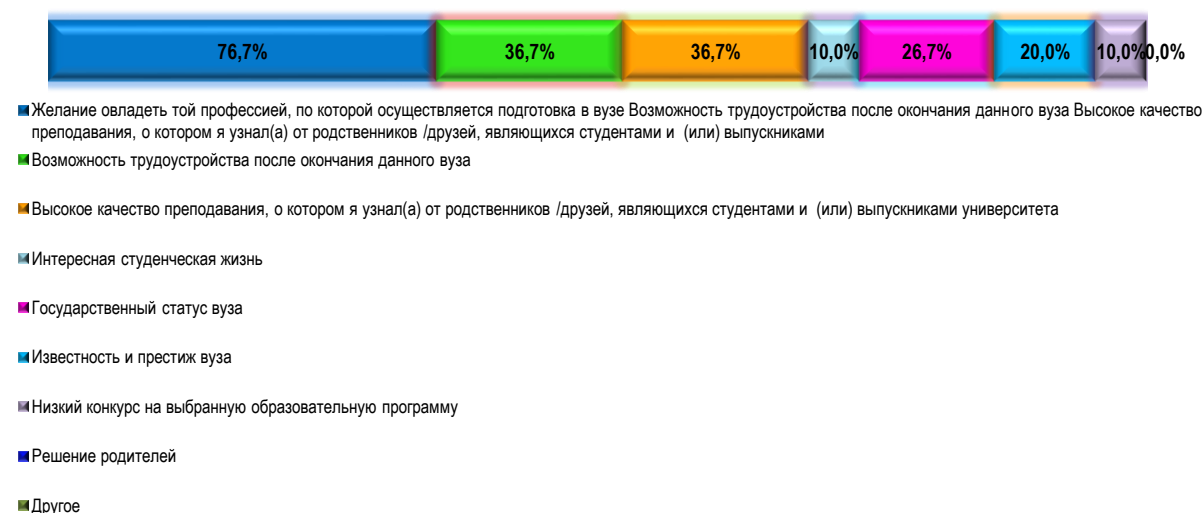 76,7% 36,7% 36,7% 10,0% 26,7% 20,0% 10,0% 0,0%
Желание овладеть той профессией, по которой осуществляется подготовка в вузе Возможность трудоустройства после окончания данного вуза Высокое качество
преподавания, о котором я узнал(а) от родственников /друзей, являющихся студентами и (или) выпускниками
Возможность трудоустройства после окончания данного вуза
Высокое качество преподавания, о котором я узнал(а) от родственников /друзей, являющихся студентами и (или) выпускниками университета
Интересная студенческая жизнь
Государственный статус вуза
Известность и престиж вуза
Низкий конкурс на выбранную образовательную программу
Решение родителей
Другое